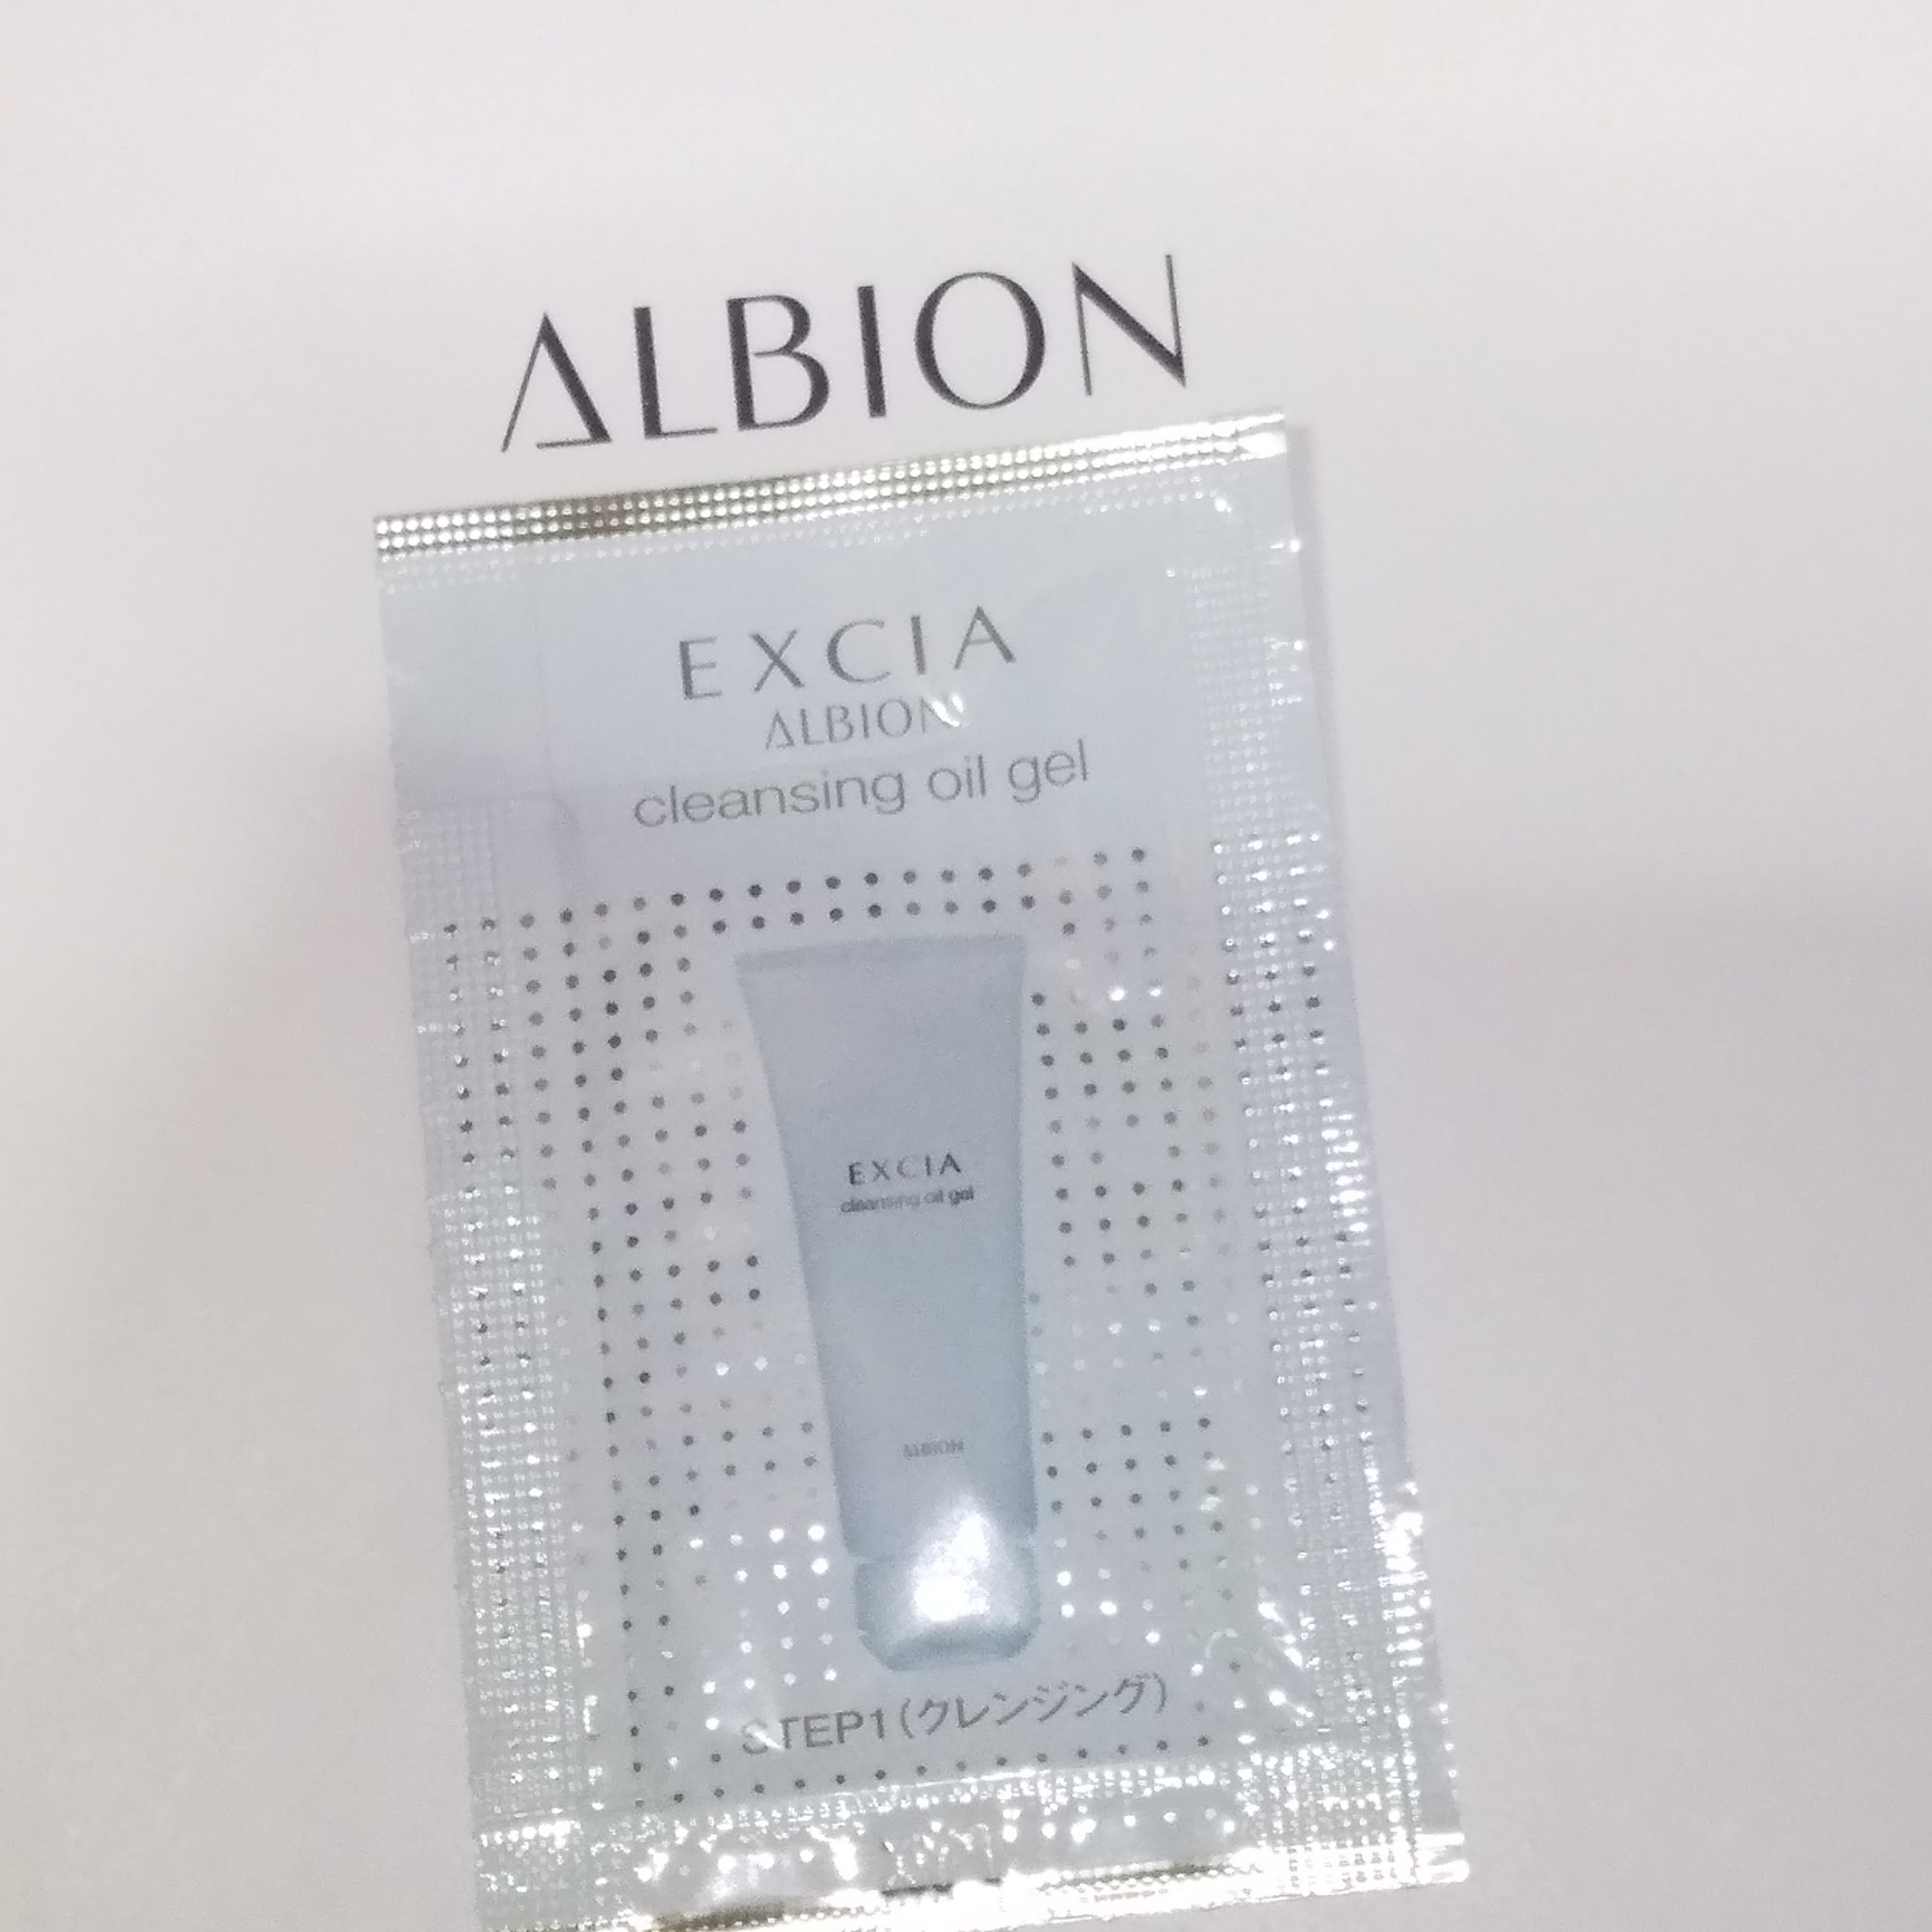 ALBION
EXCIA
ALBION
cleansing oil gel
EXCIA
cleansing oil gel
ALBION
STEP1(クレンジング)